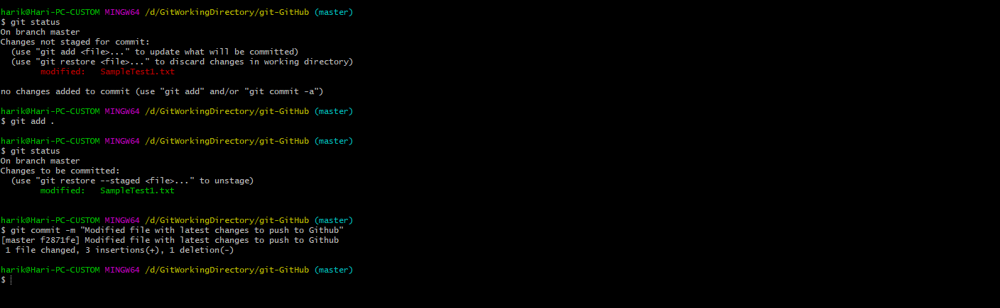 harik@Hari-PC-CUSTOM MINGW64 /d/GitWorkingDirectory/git-GitHub (master)
$ git status
On branch master
Changes not staged for commit:
  (use "git add <file>..." to update what will be committed)
  (use "git restore <file>..." to discard changes in working directory)
        modified:   SampleTest1.txt

no changes added to commit (use "git add" and/or "git commit -a")

harik@Hari-PC-CUSTOM MINGW64 /d/GitWorkingDirectory/git-GitHub (master)
$ git add .

harik@Hari-PC-CUSTOM MINGW64 /d/GitWorkingDirectory/git-GitHub (master)
$ git status
On branch master
Changes to be committed:
  (use "git restore --staged <file>..." to unstage)
        modified:   SampleTest1.txt


harik@Hari-PC-CUSTOM MINGW64 /d/GitWorkingDirectory/git-GitHub (master)
$ git commit -m "Modified file with latest changes to push to Github"
[master f2871fe] Modified file with latest changes to push to Github
 1 file changed, 3 insertions(+), 1 deletion(-)

harik@Hari-PC-CUSTOM MINGW64 /d/GitWorkingDirectory/git-GitHub (master)
$